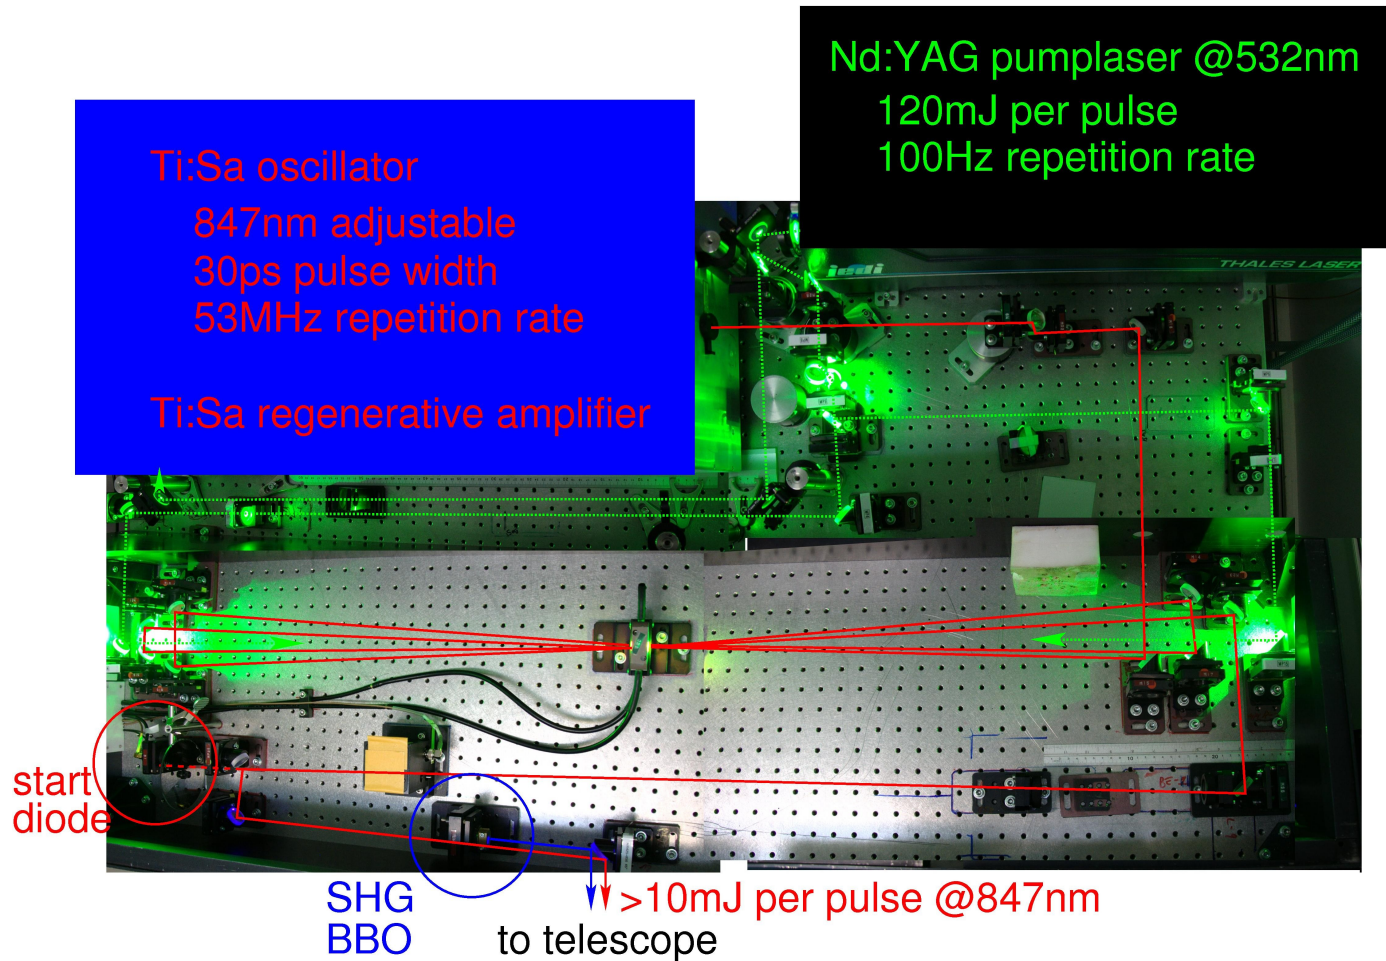 Nd:YAG pumplaser @532nm
120mJ per pulse
100Hz repetition rate
Ti:Sa oscillator
847nm adjustable
30ps pulse width
53MHz repetition rate
Ti:Sa regenerative amplifier
jedi
THALES LASER
start
diode
SHG
BBO
>10mJ per pulse @847nm
to telescope